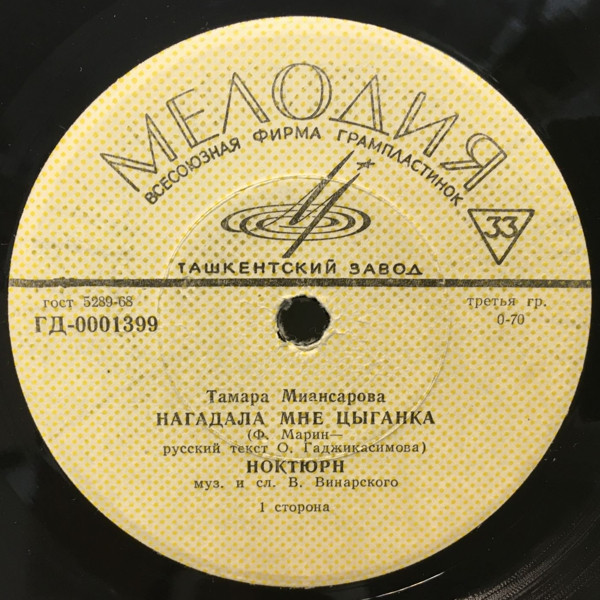 МЕЛОДИЯ
ВСЕСОЮЗНАЯ ФИРМА ГРАМПЛАСТИНОК
33
ТАШКЕНТСКИЙ ЗАВОД
гост 5289-68
третья гр.
ГД-0001399
0-70
Тамара Миансарова
НАГАДАЛА МНЕ ЦЫГАНКА
(Ф. Марин—
русский текст О. Гаджикасимова)
НОКТЮРН
муз. и сл. В. Винарского
1 сторона